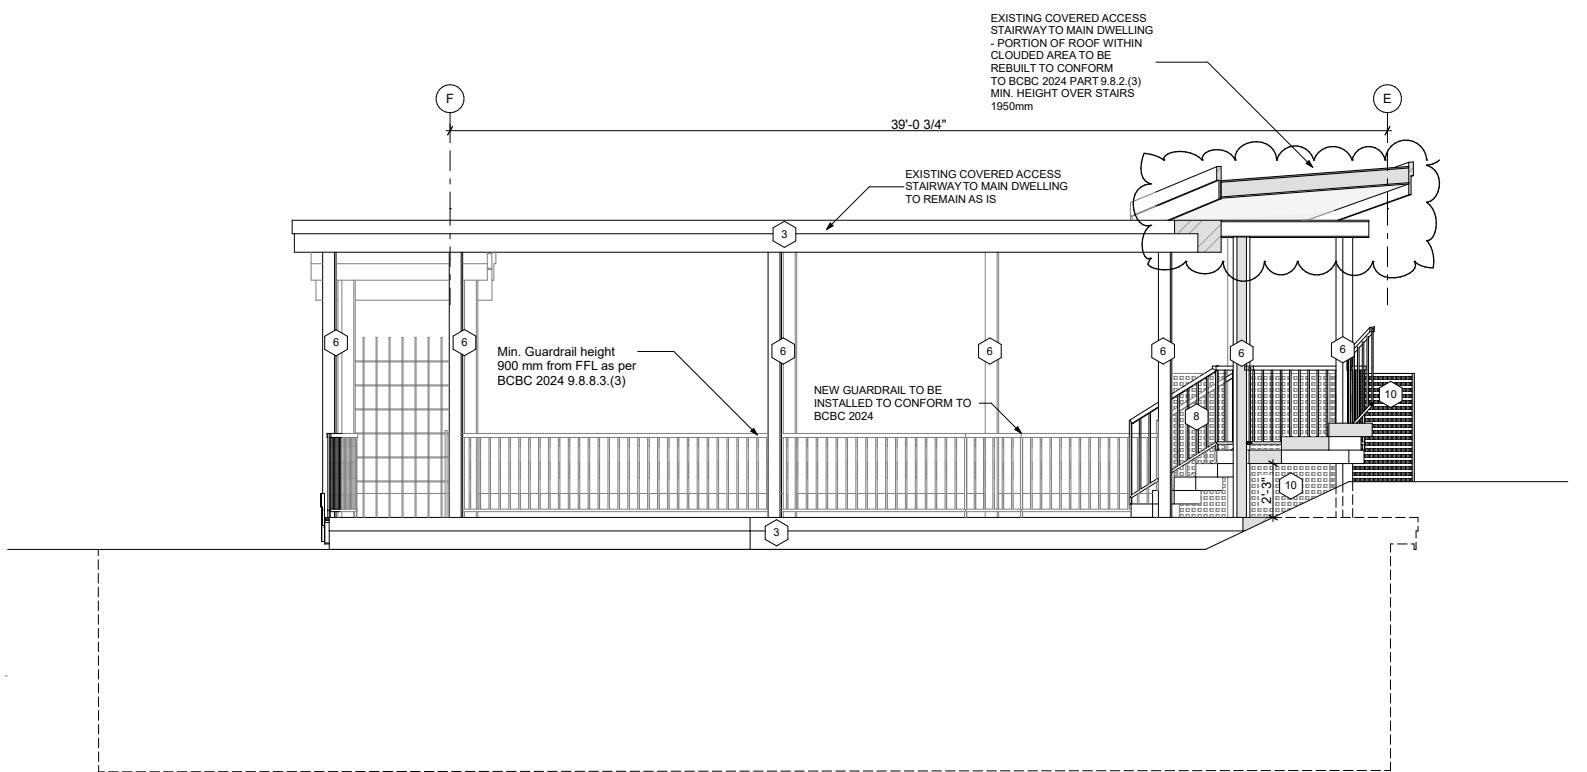 EXISTING COVERED ACCESS
STAIRWAY TO MAIN DWELLING
- PORTION OF ROOF WITHIN
CLOUDED AREA TO BE
REBUILT TO CONFORM
TO BCBC 2024 PART 9.8.2.(3)
MIN. HEIGHT OVER STAIRS
1950mm
F
E
39'-0 3/4"
EXISTING COVERED ACCESS
STAIRWAY TO MAIN DWELLING
TO REMAIN AS IS
3
6
6
6
6
6
6
6
Min. Guardrail height
900 mm from FFL as per
BCBC 2024 9.8.8.3.(3)
NEW GUARDRAIL TO BE
INSTALLED TO CONFORM TO
BCBC 2024
8
10
10
2'-3"
3